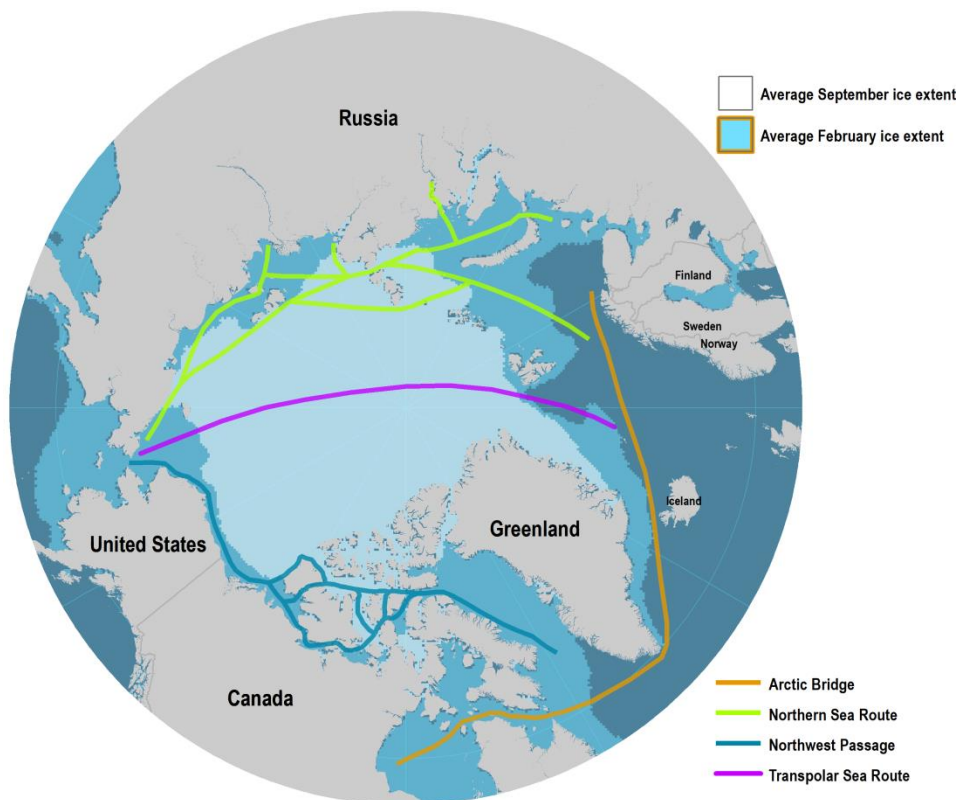 Average September ice extent
Average February ice extent
Russia
Finland
Sweden
Norway
Iceland
Greenland
United States
Canada
Arctic Bridge
Northern Sea Route
Northwest Passage
Transpolar Sea Route